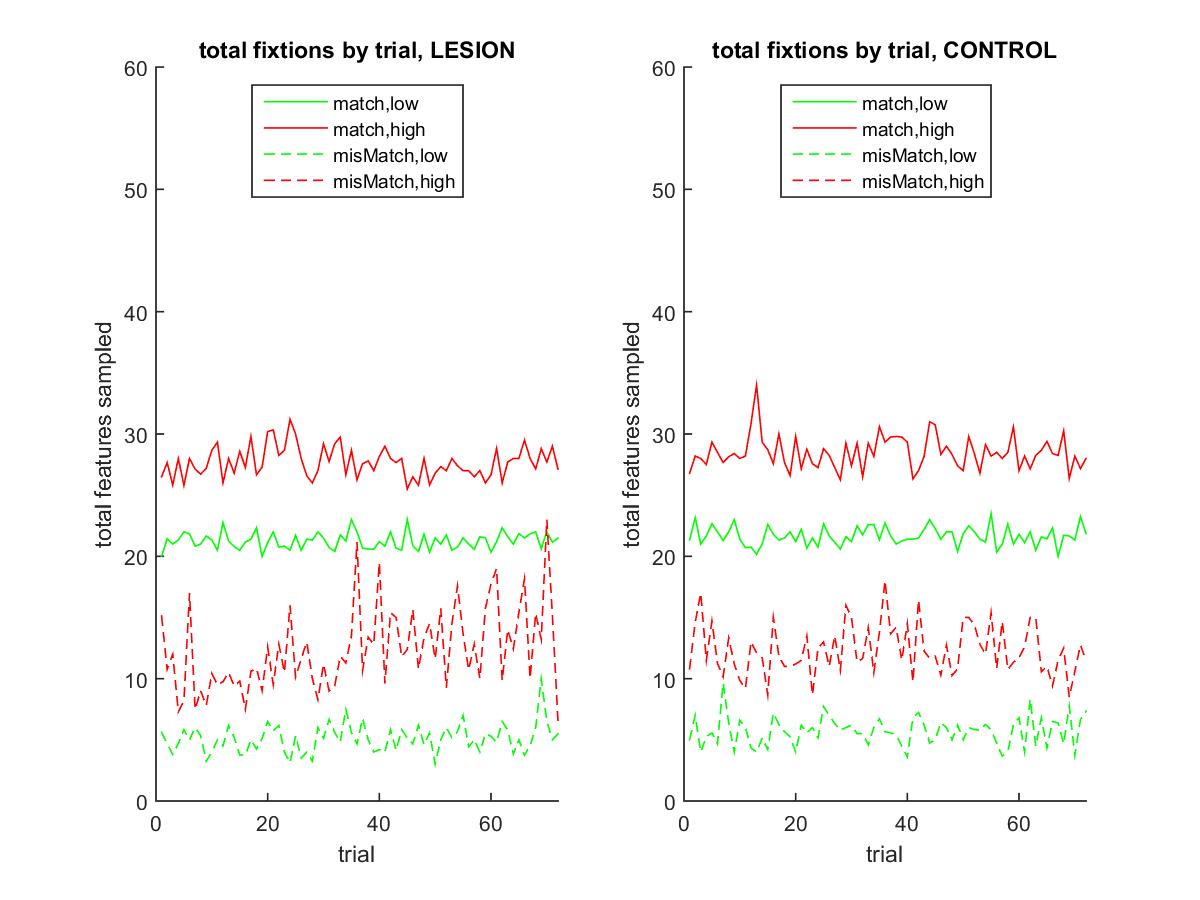 total fixtions by trial, LESION
60
50
40
30
20
10
0
total features sampled
match,low
match,high
misMatch,low
misMatch,high
0 20 40 60
trial
total fixtions by trial, CONTROL
60
50
40
30
20
10
0
total features sampled
match,low
match,high
misMatch,low
misMatch,high
0 20 40 60
trial